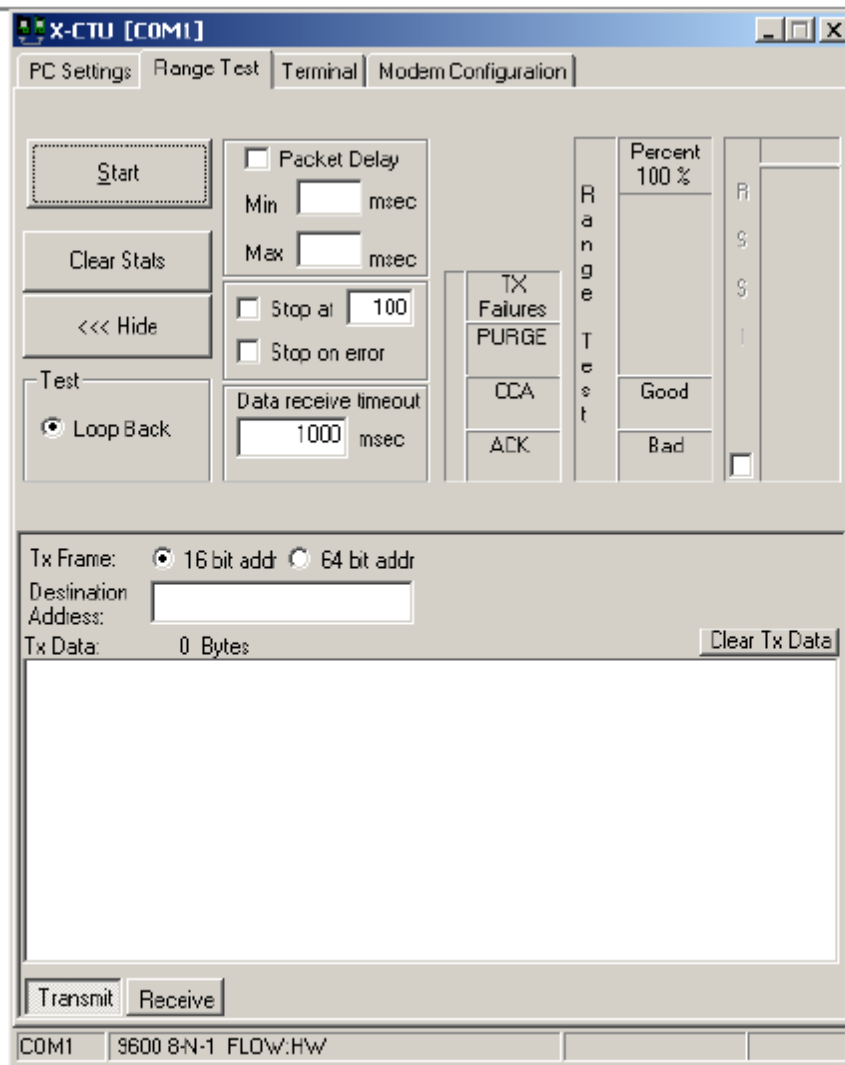 X-CTU [COM1]
PC Settings Range Test Terminal Modem Configuration
Start
Clear Stats
<<< Hide
Test
Loop Back
Packet Delay
Min msec
Max msec
Stop at 100
Stop on error
Data receive timeout
1000 msec
TX
Failures
PURGE
CCA
ACK
Range Test
Percent
100 %
Good
Bad
RSSI
Tx Frame: 16 bit addr 64 bit addr
Destination
Address:
Tx Data: 0 Bytes Clear Tx Data
Transmit Receive
COM1 9600 8-N-1 FLOW:HW